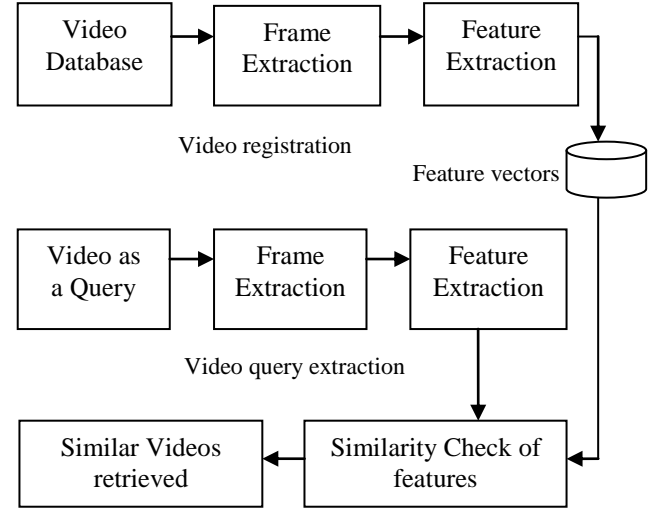 Video
Database
Frame
Extraction
Feature
Extraction
Video registration
Feature vectors
Video as
a Query
Frame
Extraction
Feature
Extraction
Video query extraction
Similar Videos
retrieved
Similarity Check of
features